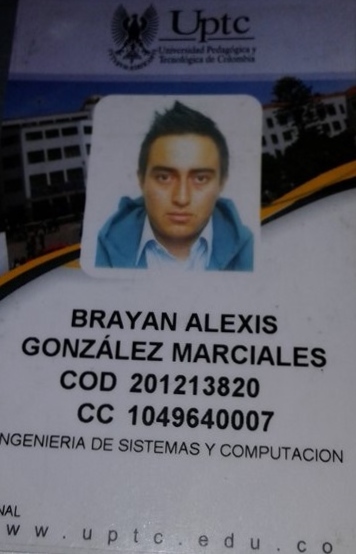 Uptc
Universidad Pedagógica y
Tecnológica de Colombia
BRAYAN ALEXIS
GONZÁLEZ MARCIALES
COD 201213820
CC 1049640007
NGENIERIA DE SISTEMAS Y COMPUTACION
NAL
w w . u p t c . e d u . c o